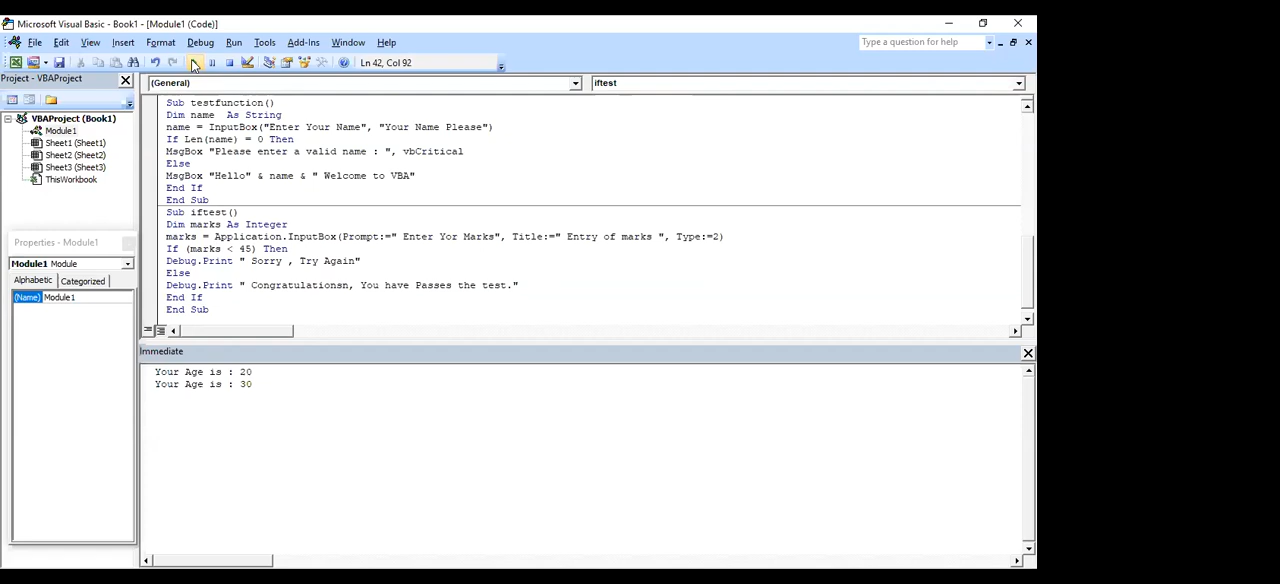 Microsoft Visual Basic - Book1 - [Module1 (Code)]
File Edit View Insert Format Debug Run Tools Add-Ins Window Help
Type a question for help
Ln 42, Col 92
Project - VBAProject
(General)
iftest
VBAProject (Book1)
Module1
Sheet1 (Sheet1)
Sheet2 (Sheet2)
Sheet3 (Sheet3)
ThisWorkbook
Properties - Module1
Module1 Module
Alphabetic Categorized
(Name) Module1
Sub testfunction()
Dim name  As String
name = InputBox("Enter Your Name", "Your Name Please")
If Len(name) = 0 Then
MsgBox "Please enter a valid name : ", vbCritical
Else
MsgBox "Hello" & name & " Welcome to VBA"
End If
End Sub
Sub iftest()
Dim marks As Integer
marks = Application.InputBox(Prompt:=" Enter Yor Marks", Title:=" Entry of marks ", Type:=2)
If (marks < 45) Then
Debug.Print " Sorry , Try Again"
Else
Debug.Print " Congratulationsn, You have Passes the test."
End If
End Sub
Immediate
Your Age is : 20
Your Age is : 30